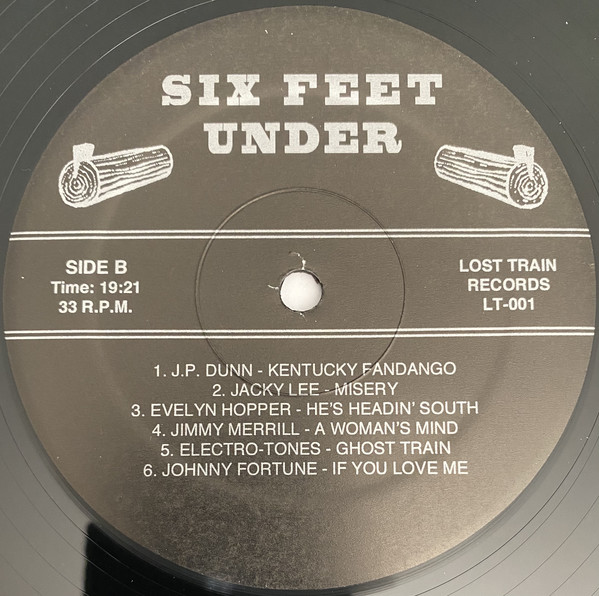 SIX FEET
UNDER
SIDE B
Time: 19:21
33 R.P.M.
LOST TRAIN
RECORDS
LT-001
1. J.P. DUNN - KENTUCKY FANDANGO
2. JACKY LEE - MISERY
3. EVELYN HOPPER - HE'S HEADIN' SOUTH
4. JIMMY MERRILL - A WOMAN'S MIND
5. ELECTRO-TONES - GHOST TRAIN
6. JOHNNY FORTUNE - IF YOU LOVE ME